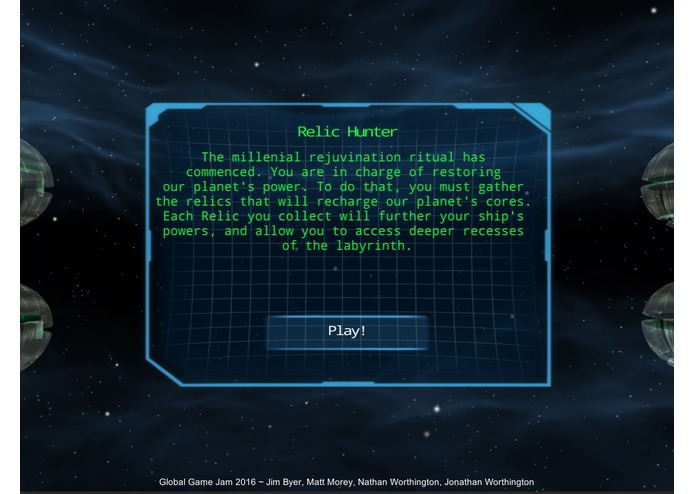 Relic Hunter
The millenial rejuvination ritual has
commenced. You are in charge of restoring
our planet's power. To do that, you must gather
the relics that will recharge our planet's cores.
Each Relic you collect will further your ship's
powers, and allow you to access deeper recesses
of the labyrinth.
Play!
Global Game Jam 2016 ~ Jim Byer, Matt Morey, Nathan Worthington, Jonathan Worthington